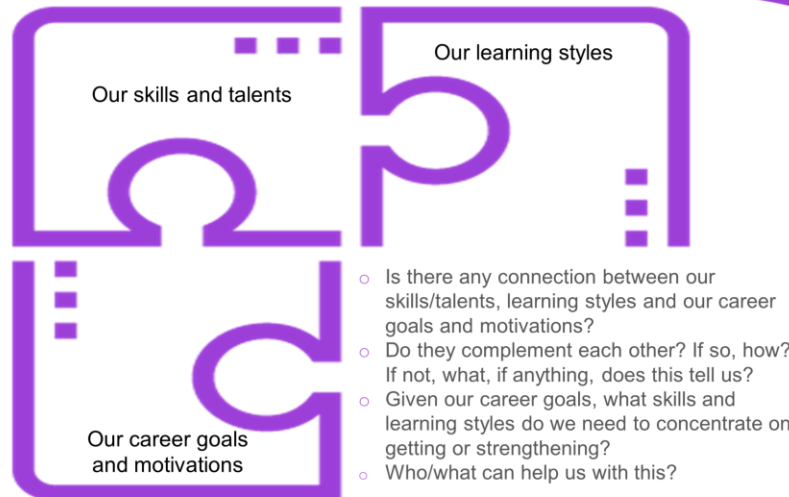 Our skills and talents
Our learning styles
Our career goals
and motivations
○ Is there any connection between our
skills/talents, learning styles and our career
goals and motivations?
○ Do they complement each other? If so, how?
If not, what, if anything, does this tell us?
○ Given our career goals, what skills and
learning styles do we need to concentrate on
getting or strengthening?
○ Who/what can help us with this?